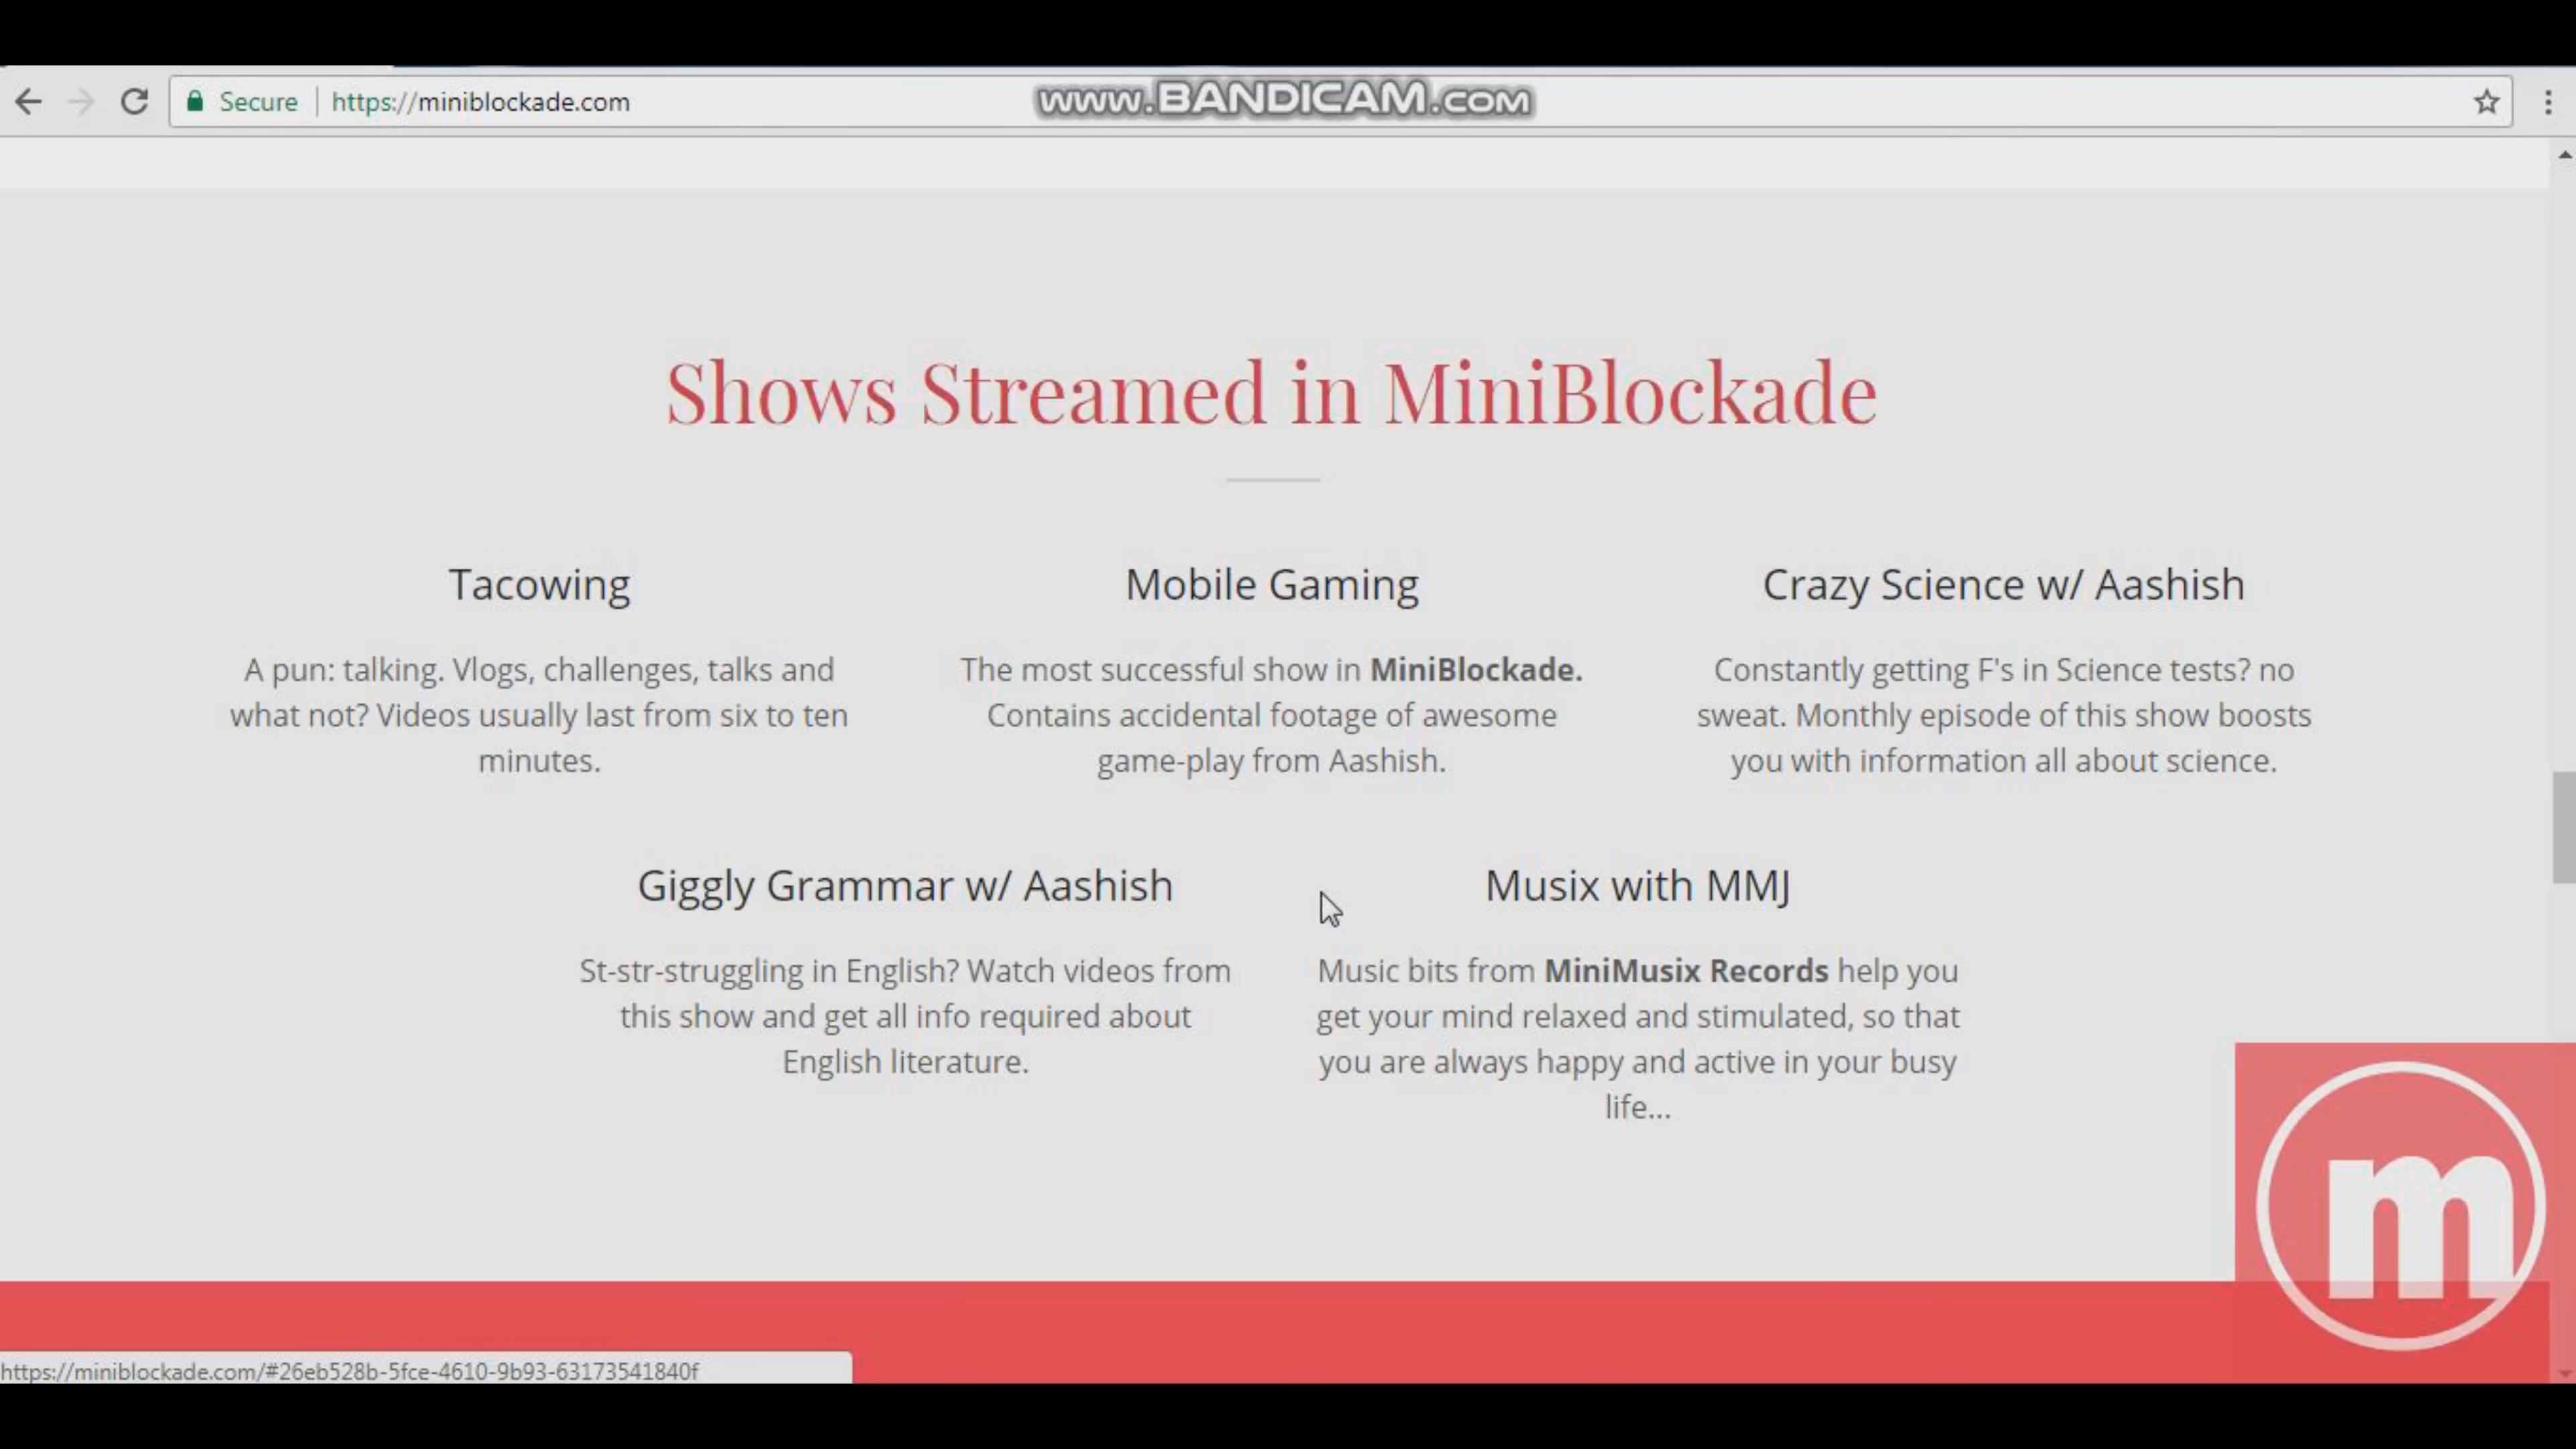 Secure
https://miniblockade.com
www.BANDICAM.com
Shows Streamed in MiniBlockade
Tacowing
A pun: talking. Vlogs, challenges, talks and
what not? Videos usually last from six to ten
minutes.
Mobile Gaming
The most successful show in MiniBlockade.
Contains accidental footage of awesome
game-play from Aashish.
Crazy Science w/ Aashish
Constantly getting F's in Science tests? no
sweat. Monthly episode of this show boosts
you with information all about science.
Giggly Grammar w/ Aashish
St-str-struggling in English? Watch videos from
this show and get all info required about
English literature.
Musix with MMJ
Music bits from MiniMusix Records help you
get your mind relaxed and stimulated, so that
you are always happy and active in your busy
life...
m
https://miniblockade.com/#26eb528b-5fce-4610-9b93-63173541840f